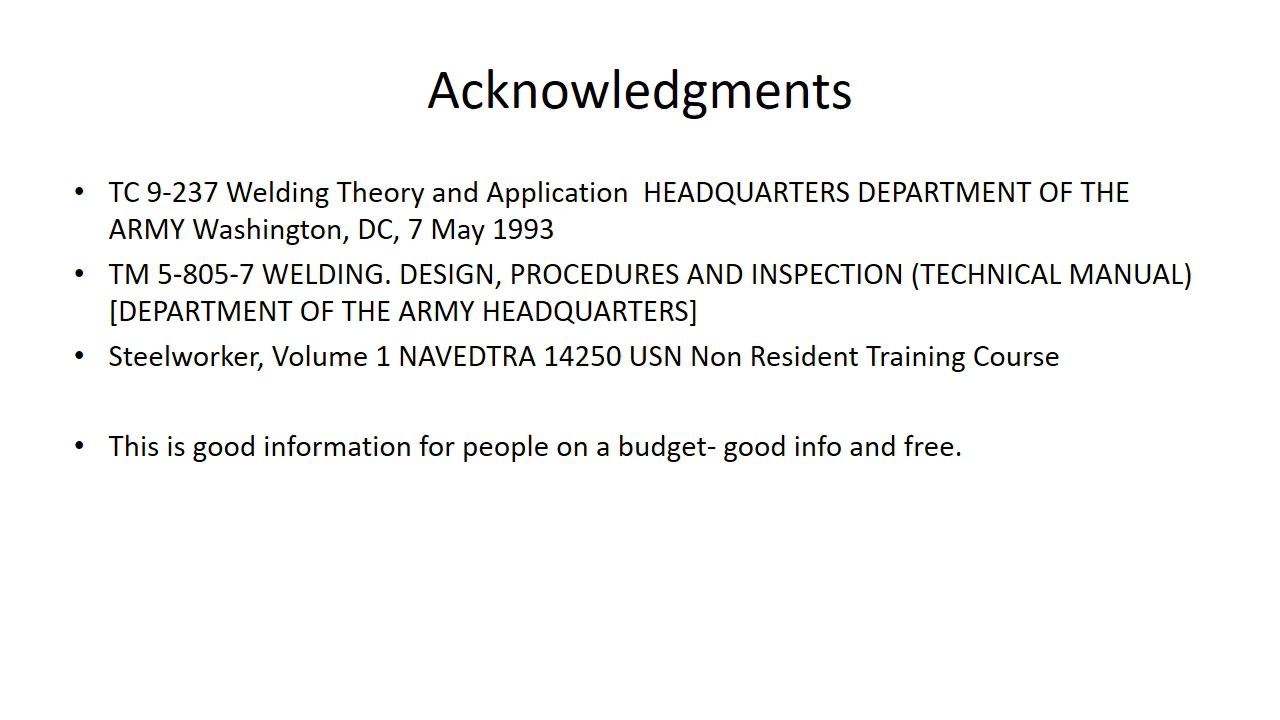 Acknowledgments
• TC 9-237 Welding Theory and Application  HEADQUARTERS DEPARTMENT OF THE
ARMY Washington, DC, 7 May 1993
• TM 5-805-7 WELDING. DESIGN, PROCEDURES AND INSPECTION (TECHNICAL MANUAL)
[DEPARTMENT OF THE ARMY HEADQUARTERS]
• Steelworker, Volume 1 NAVEDTRA 14250 USN Non Resident Training Course
• This is good information for people on a budget- good info and free.